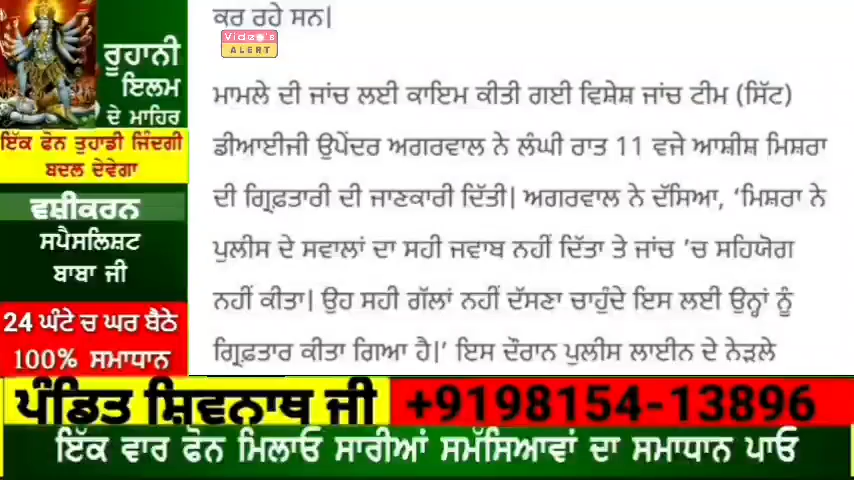 ਰੂਹਾਨੀ
ਇਲਮ
ਦੇ ਮਾਹਿਰ
ਇੱਕ ਫੋਨ ਤੁਹਾਡੀ ਜਿੰਦਗੀ
ਬਦਲ ਦੇਵੇਗਾ
ਵਸ਼ੀਕਰਨ
ਸਪੈਸਲਿਸ਼ਟ
ਬਾਬਾ ਜੀ
24 ਘੰਟੇ ਚ ਘਰ ਬੈਠੇ
100% ਸਮਾਧਾਨ
ਕਰ ਰਹੇ ਸਨ|
Video's
ALERT
ਮਾਮਲੇ ਦੀ ਜਾਂਚ ਲਈ ਕਾਇਮ ਕੀਤੀ ਗਈ ਵਿਸ਼ੇਸ਼ ਜਾਂਚ ਟੀਮ (ਸਿੱਟ)
ਡੀਆਈਜੀ ਉਪੇਂਦਰ ਅਗਰਵਾਲ ਨੇ ਲੰਘੀ ਰਾਤ 11 ਵਜੇ ਆਸ਼ੀਸ਼ ਮਿਸ਼ਰਾ
ਦੀ ਗ੍ਰਿਫ਼ਤਾਰੀ ਦੀ ਜਾਣਕਾਰੀ ਦਿੱਤੀ| ਅਗਰਵਾਲ ਨੇ ਦੱਸਿਆ, ‘ਮਿਸ਼ਰਾ ਨੇ
ਪੁਲੀਸ ਦੇ ਸਵਾਲਾਂ ਦਾ ਸਹੀ ਜਵਾਬ ਨਹੀਂ ਦਿੱਤਾ ਤੇ ਜਾਂਚ ’ਚ ਸਹਿਯੋਗ
ਨਹੀਂ ਕੀਤਾ| ਉਹ ਸਹੀ ਗੱਲਾਂ ਨਹੀਂ ਦੱਸਣਾ ਚਾਹੁੰਦੇ ਇਸ ਲਈ ਉਨ੍ਹਾਂ ਨੂੰ
ਗ੍ਰਿਫ਼ਤਾਰ ਕੀਤਾ ਗਿਆ ਹੈ|’ ਇਸ ਦੌਰਾਨ ਪੁਲੀਸ ਲਾਈਨ ਦੇ ਨੇੜਲੇ
ਪੰਡਿਤ ਸ਼ਿਵਨਾਥ ਜੀ +9198154-13896
ਇੱਕ ਵਾਰ ਫੋਨ ਮਿਲਾਓ ਸਾਰੀਆਂ ਸਮੱਸਿਆਵਾਂ ਦਾ ਸਮਾਧਾਨ ਪਾਓ